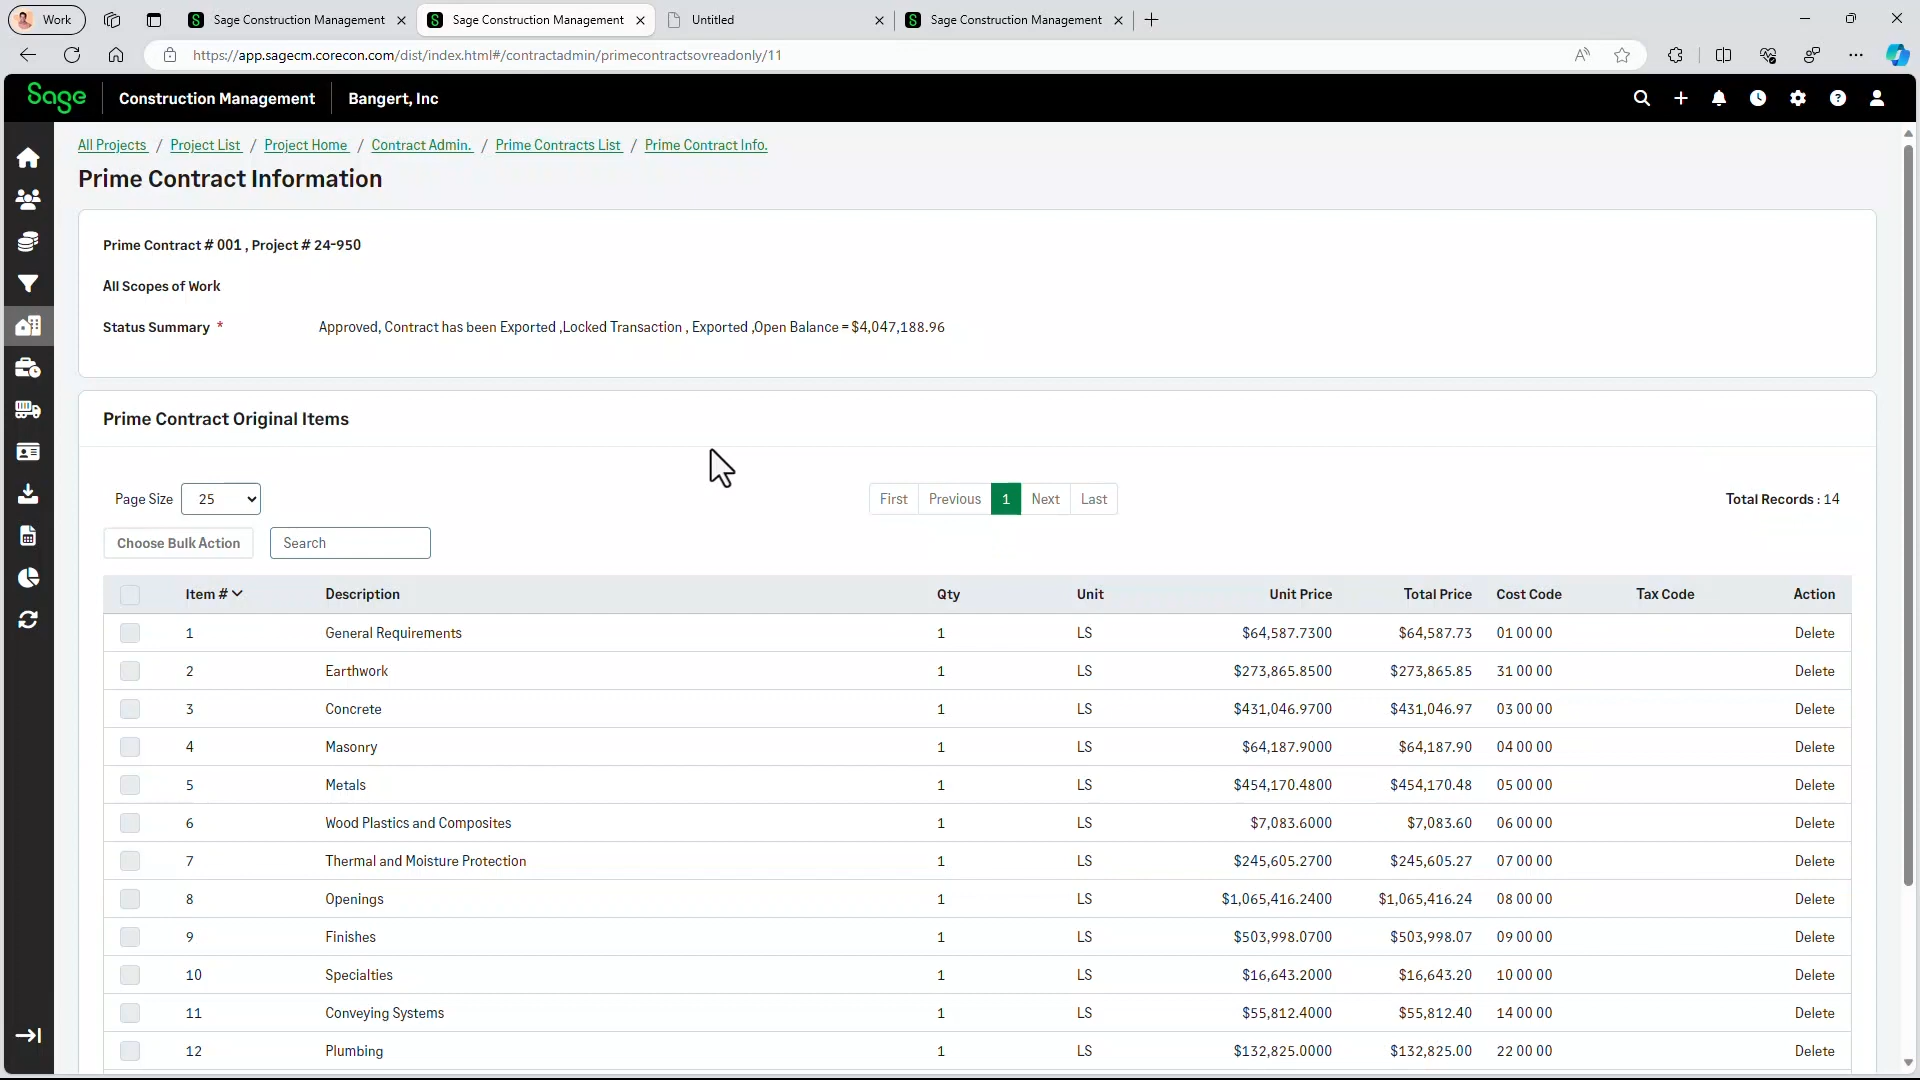 Work
Sage Construction Management
Sage Construction Management
Untitled
Sage Construction Management
https://app.sagecm.corecon.com/dist/index.html#/contractadmin/primecontractsovreadonly/11
Sage
Construction Management
Bangert, Inc
All Projects / Project List / Project Home / Contract Admin. / Prime Contracts List / Prime Contract Info.
Prime Contract Information
Prime Contract # 001 , Project # 24-950
All Scopes of Work
Status Summary * Approved, Contract has been Exported ,Locked Transaction , Exported ,Open Balance = $4,047,188.96
Prime Contract Original Items
Page Size 25 First Previous 1 Next Last Total Records : 14
Choose Bulk Action Search
Item # Description Qty Unit Unit Price Total Price Cost Code Tax Code Action
1 General Requirements 1 LS $64,587.7300 $64,587.73 01 00 00 Delete
2 Earthwork 1 LS $273,865.8500 $273,865.85 31 00 00 Delete
3 Concrete 1 LS $431,046.9700 $431,046.97 03 00 00 Delete
4 Masonry 1 LS $64,187.9000 $64,187.90 04 00 00 Delete
5 Metals 1 LS $454,170.4800 $454,170.48 05 00 00 Delete
6 Wood Plastics and Composites 1 LS $7,083.6000 $7,083.60 06 00 00 Delete
7 Thermal and Moisture Protection 1 LS $245,605.2700 $245,605.27 07 00 00 Delete
8 Openings 1 LS $1,065,416.2400 $1,065,416.24 08 00 00 Delete
9 Finishes 1 LS $503,998.0700 $503,998.07 09 00 00 Delete
10 Specialties 1 LS $16,643.2000 $16,643.20 10 00 00 Delete
11 Conveying Systems 1 LS $55,812.4000 $55,812.40 14 00 00 Delete
12 Plumbing 1 LS $132,825.0000 $132,825.00 22 00 00 Delete